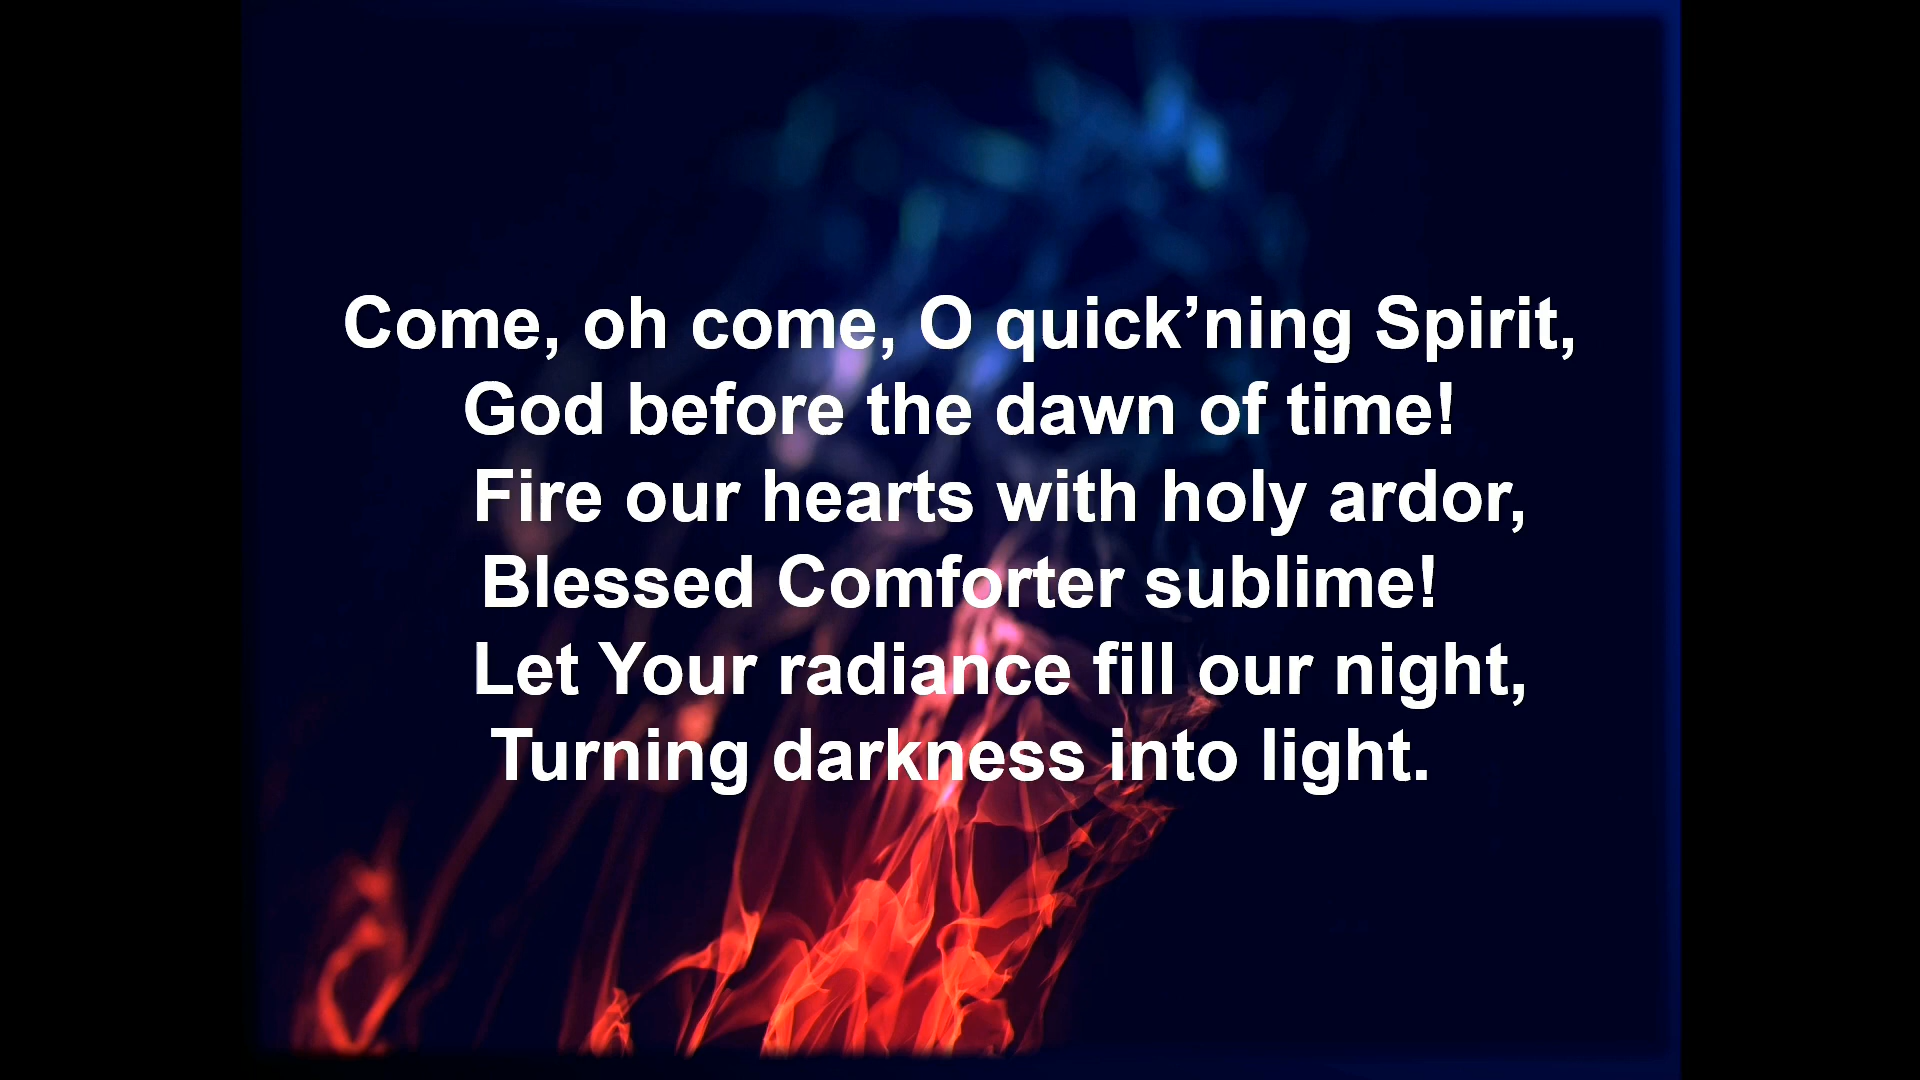 Come, oh come, O quick’ning Spirit,
God before the dawn of time!
Fire our hearts with holy ardor,
Blessed Comforter sublime!
Let Your radiance fill our night,
Turning darkness into light.